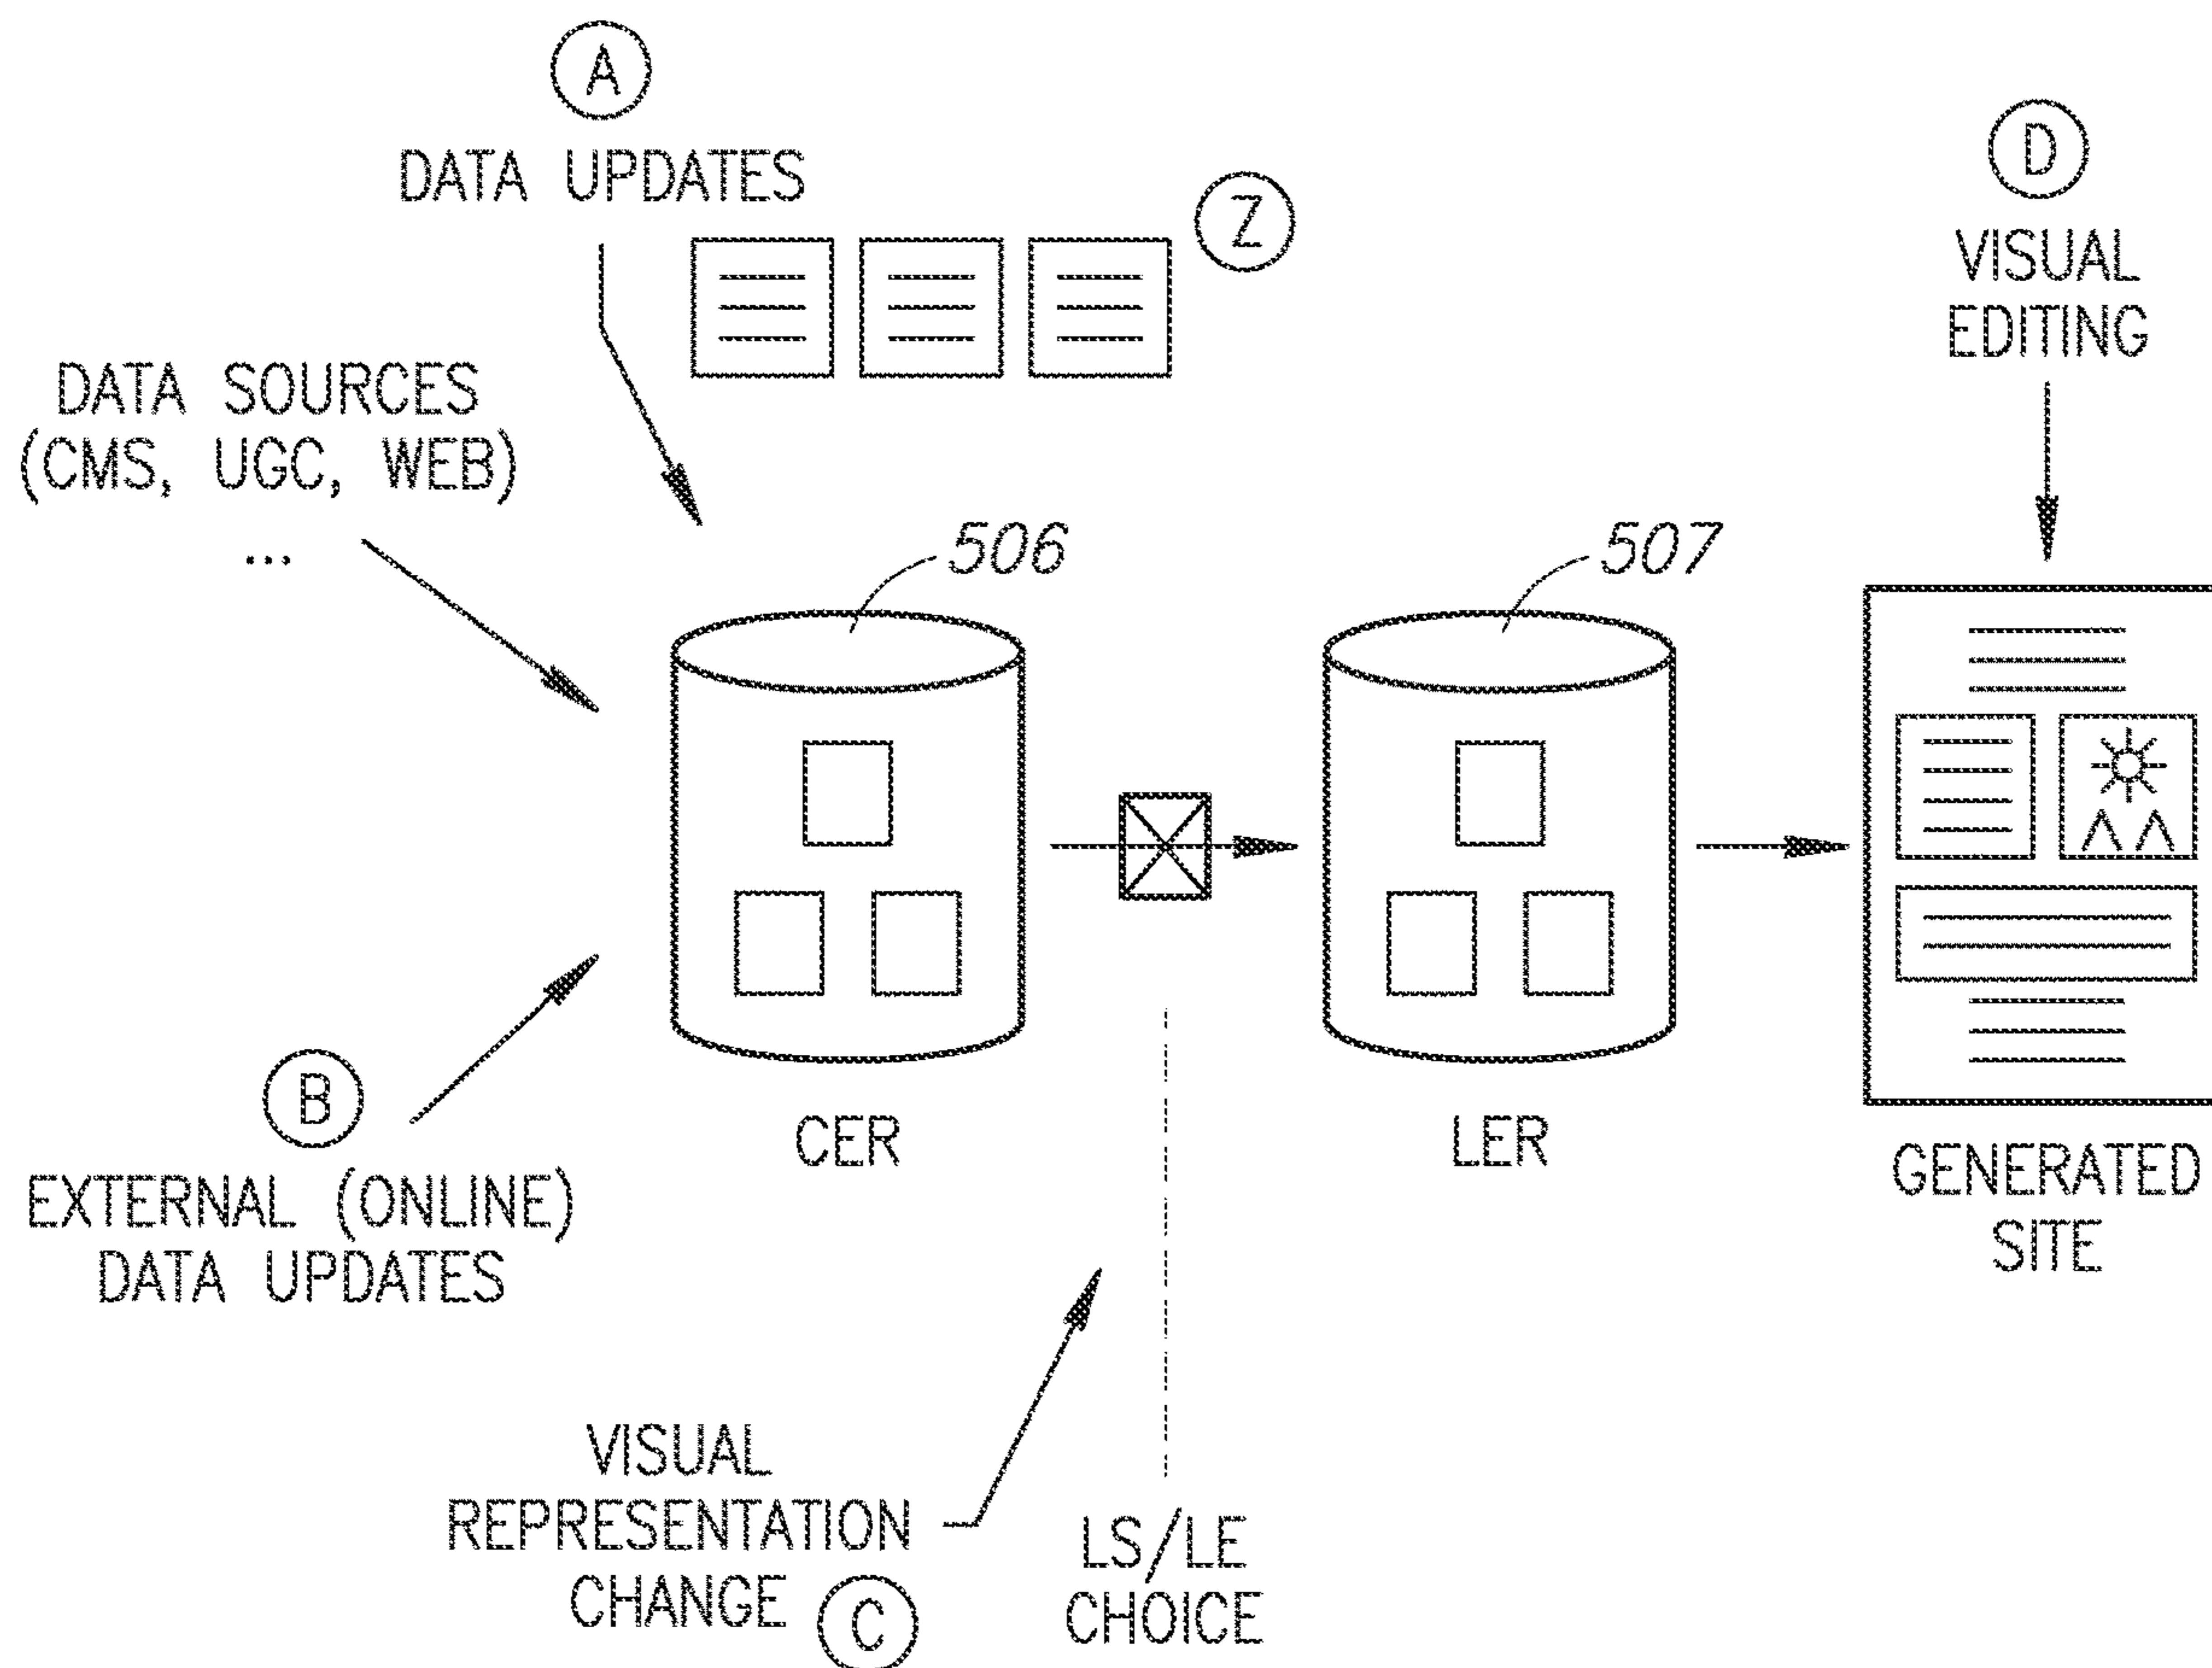 A
DATA UPDATES
Z
D
VISUAL
EDITING
DATA SOURCES
(CMS, UGC, WEB)
...
506
507
B
EXTERNAL (ONLINE)
DATA UPDATES
CER
LER
GENERATED
SITE
VISUAL
REPRESENTATION
CHANGE C
LS/LE
CHOICE